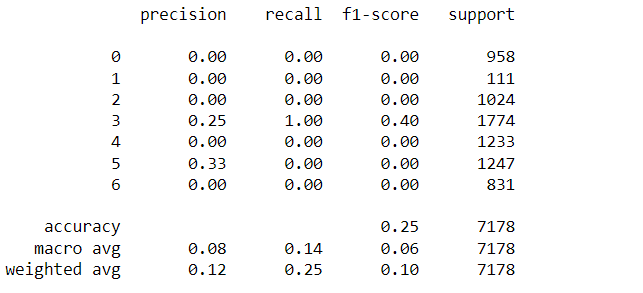 precision recall f1-score support
0 0.00 0.00 0.00 958
1 0.00 0.00 0.00 111
2 0.00 0.00 0.00 1024
3 0.25 1.00 0.40 1774
4 0.00 0.00 0.00 1233
5 0.33 0.00 0.00 1247
6 0.00 0.00 0.00 831
accuracy 0.25 7178
macro avg 0.08 0.14 0.06 7178
weighted avg 0.12 0.25 0.10 7178